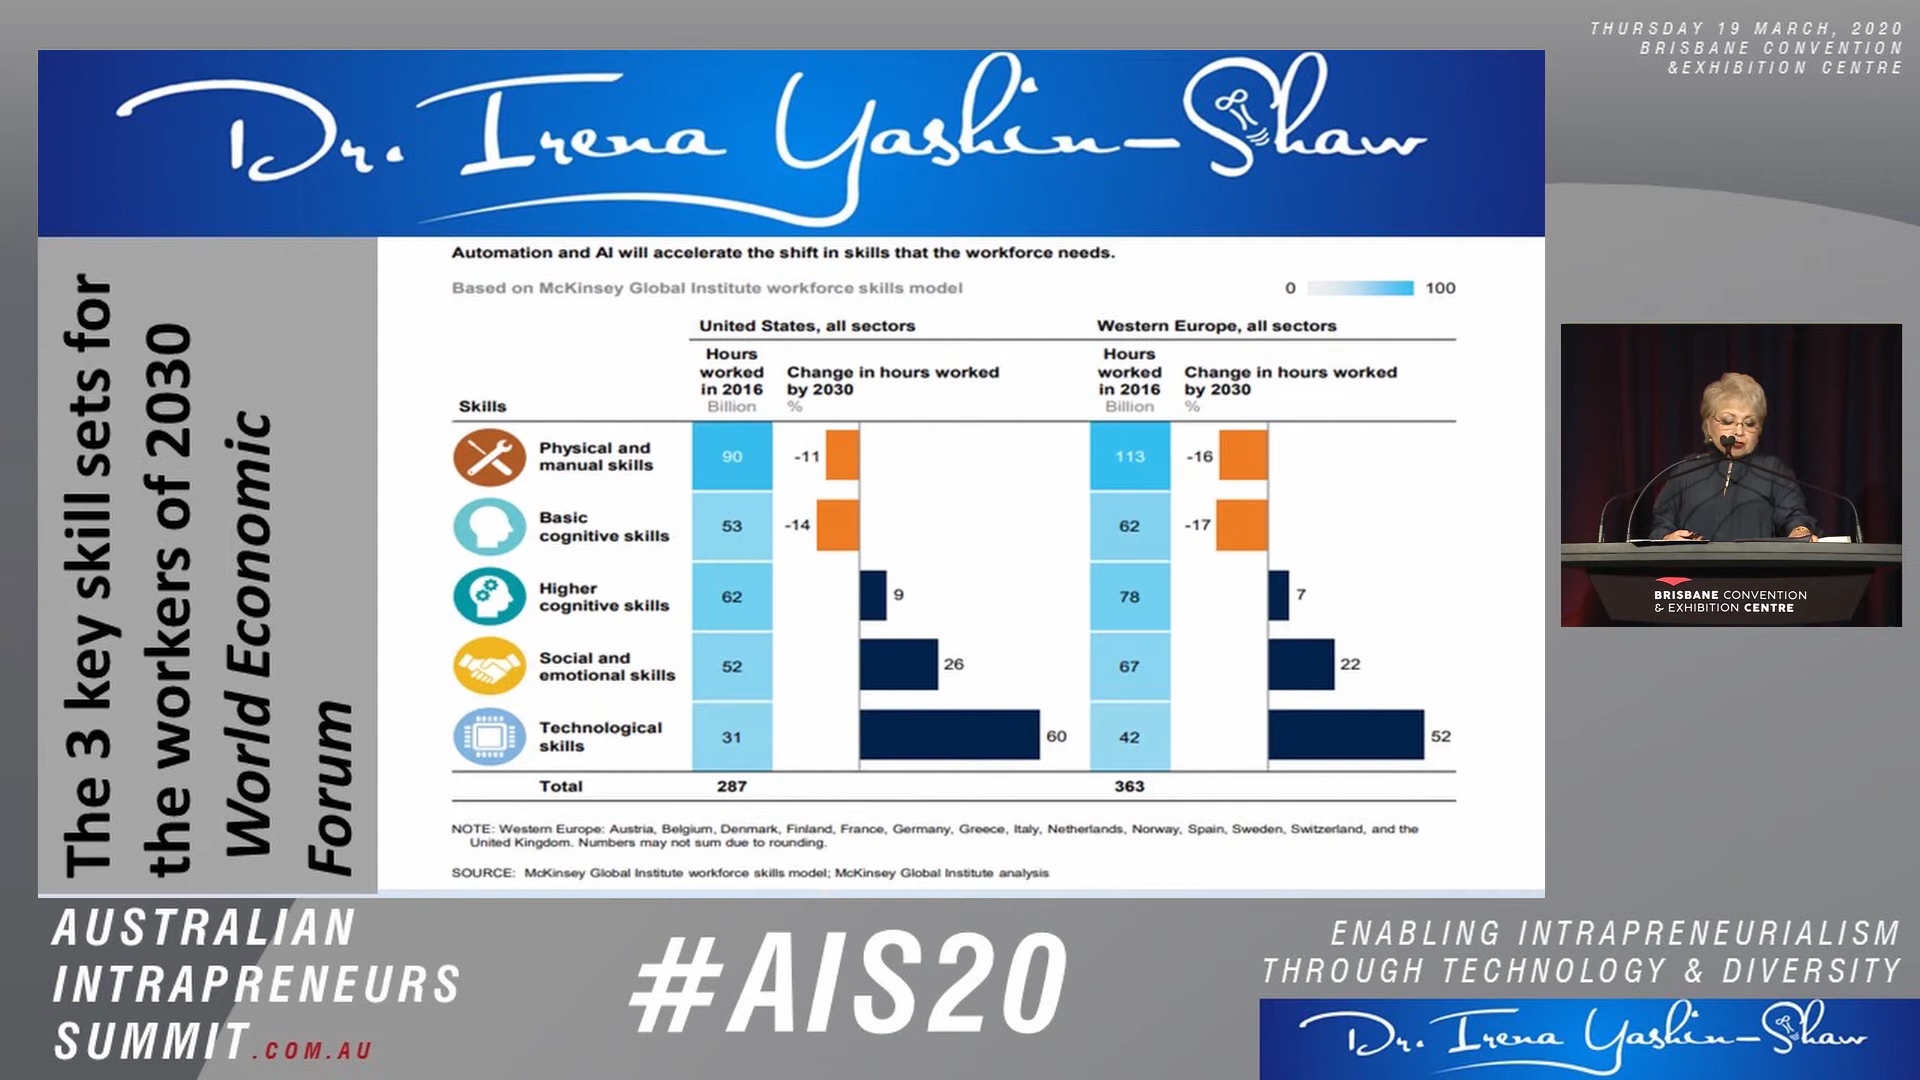 THURSDAY 19 MARCH, 2020
BRISBANE CONVENTION
&EXHIBITION CENTRE
Dr. Irena Yashin-Shaw
The 3 key skill sets for
the workers of 2030
World Economic
Forum
Automation and AI will accelerate the shift in skills that the workforce needs.
Based on McKinsey Global Institute workforce skills model
0 100
United States, all sectors
Western Europe, all sectors
Skills
Hours
worked
in 2016
Billion
Change in hours worked
by 2030
%
Hours
worked
in 2016
Billion
Change in hours worked
by 2030
%
Physical and
manual skills
90 -11 113 -16
Basic
cognitive skills
53 -14 62 -17
Higher
cognitive skills
62 9 78 7
Social and
emotional skills
52 26 67 22
Technological
skills
31 60 42 52
Total 287 363
NOTE: Western Europe: Austria, Belgium, Denmark, Finland, France, Germany, Greece, Italy, Netherlands, Norway, Spain, Sweden, Switzerland, and the
United Kingdom. Numbers may not sum due to rounding.
SOURCE: McKinsey Global Institute workforce skills model; McKinsey Global Institute analysis
BRISBANE CONVENTION
& EXHIBITION CENTRE
AUSTRALIAN
INTRAPRENEURS
SUMMIT.COM.AU
#AIS20
ENABLING INTRAPRENEURIALISM
THROUGH TECHNOLOGY & DIVERSITY
Dr. Irena Yashin-Shaw